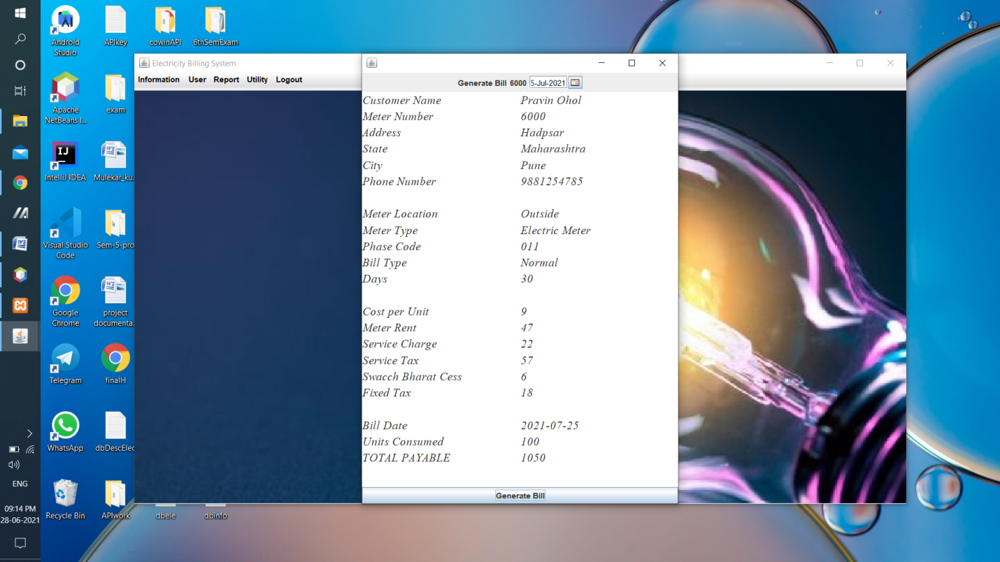 Android Studio
APIkey
cowinAPI
6thSemExam
Apache NetBeans I...
exam
IntelliJ IDEA
Mulekar_ku...
Visual Studio Code
Sem-5-pro
Google Chrome
project documenta...
Telegram
finalH
WhatsApp
dbDescElec
Recycle Bin
APIwork
dbele
dbinfo
ENG
09:14 PM
28-06-2021
Electricity Billing System
Information User Report Utility Logout
Generate Bill 6000 5-Jul-2021
Customer Name Pravin Ohol
Meter Number 6000
Address Hadpsar
State Maharashtra
City Pune
Phone Number 9881254785
Meter Location Outside
Meter Type Electric Meter
Phase Code 011
Bill Type Normal
Days 30
Cost per Unit 9
Meter Rent 47
Service Charge 22
Service Tax 57
Swacch Bharat Cess 6
Fixed Tax 18
Bill Date 2021-07-25
Units Consumed 100
TOTAL PAYABLE 1050
Generate Bill